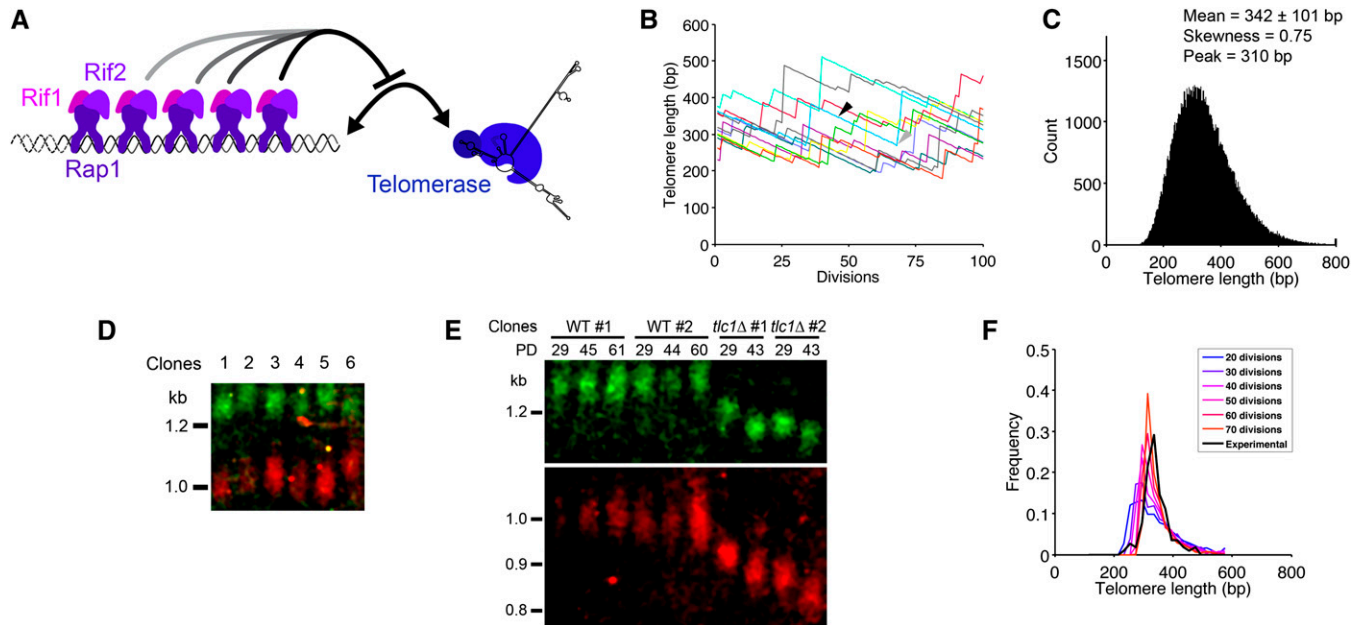 A
Rif2
Rif1
Rap1
Telomerase
B
Telomere length (bp)
600
500
400
300
200
100
0
0 25 50 75 100
Divisions
C
Mean = 342 ± 101 bp
Skewness = 0.75
Peak = 310 bp
Count
1500
1000
500
0
0 200 400 600 800
Telomere length (bp)
D
Clones
1 2 3 4 5 6
kb
1.2
1.0
E
Clones WT #1 WT #2 tlc1Δ #1 tlc1Δ #2
PD 29 45 61 29 44 60 29 43 29 43
kb
1.2
1.0
0.9
0.8
F
Frequency
0.5
0.4
0.3
0.2
0.1
0
0 200 400 600 800
Telomere length (bp)
20 divisions
30 divisions
40 divisions
50 divisions
60 divisions
70 divisions
Experimental